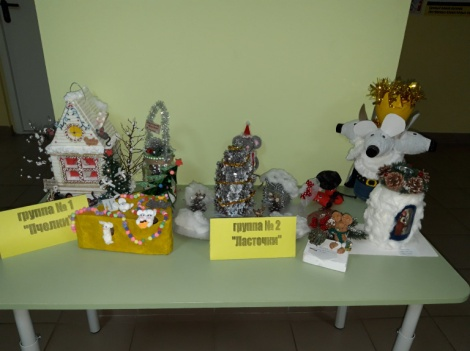 группа № 1
"Пчелки"
группа № 2
"Ласточки"